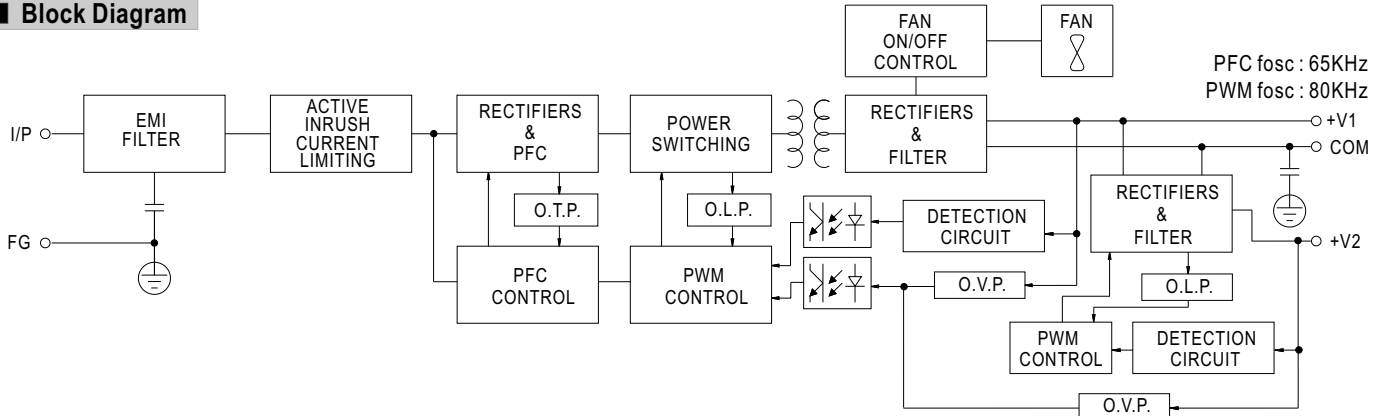 Block Diagram
FAN
ON/OFF
CONTROL
FAN
PFC fosc : 65KHz
PWM fosc : 80KHz
I/P
EMI
FILTER
ACTIVE
INRUSH
CURRENT
LIMITING
RECTIFIERS
&
PFC
POWER
SWITCHING
RECTIFIERS
&
FILTER
+V1
COM
O.T.P.
O.L.P.
DETECTION
CIRCUIT
RECTIFIERS
&
FILTER
FG
+V2
PFC
CONTROL
PWM
CONTROL
O.V.P.
O.L.P.
PWM
CONTROL
DETECTION
CIRCUIT
O.V.P.